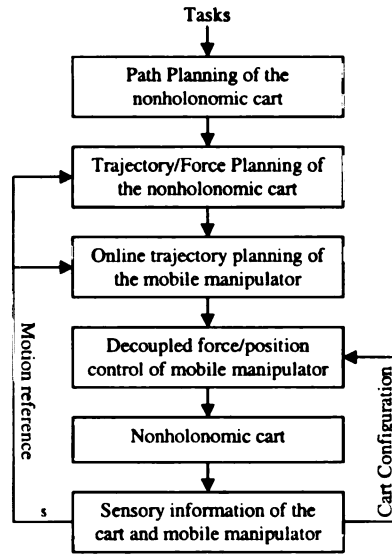 Tasks
Path Planning of the
nonholonomic cart
Trajectory/Force Planning of
the nonholonomic cart
Online trajectory planning
of the mobile manipulator
Decoupled force/position
control of mobile manipulator
Nonholonomic cart
Sensory information of the
cart and mobile manipulator
Motion reference
s
Cart Configuration